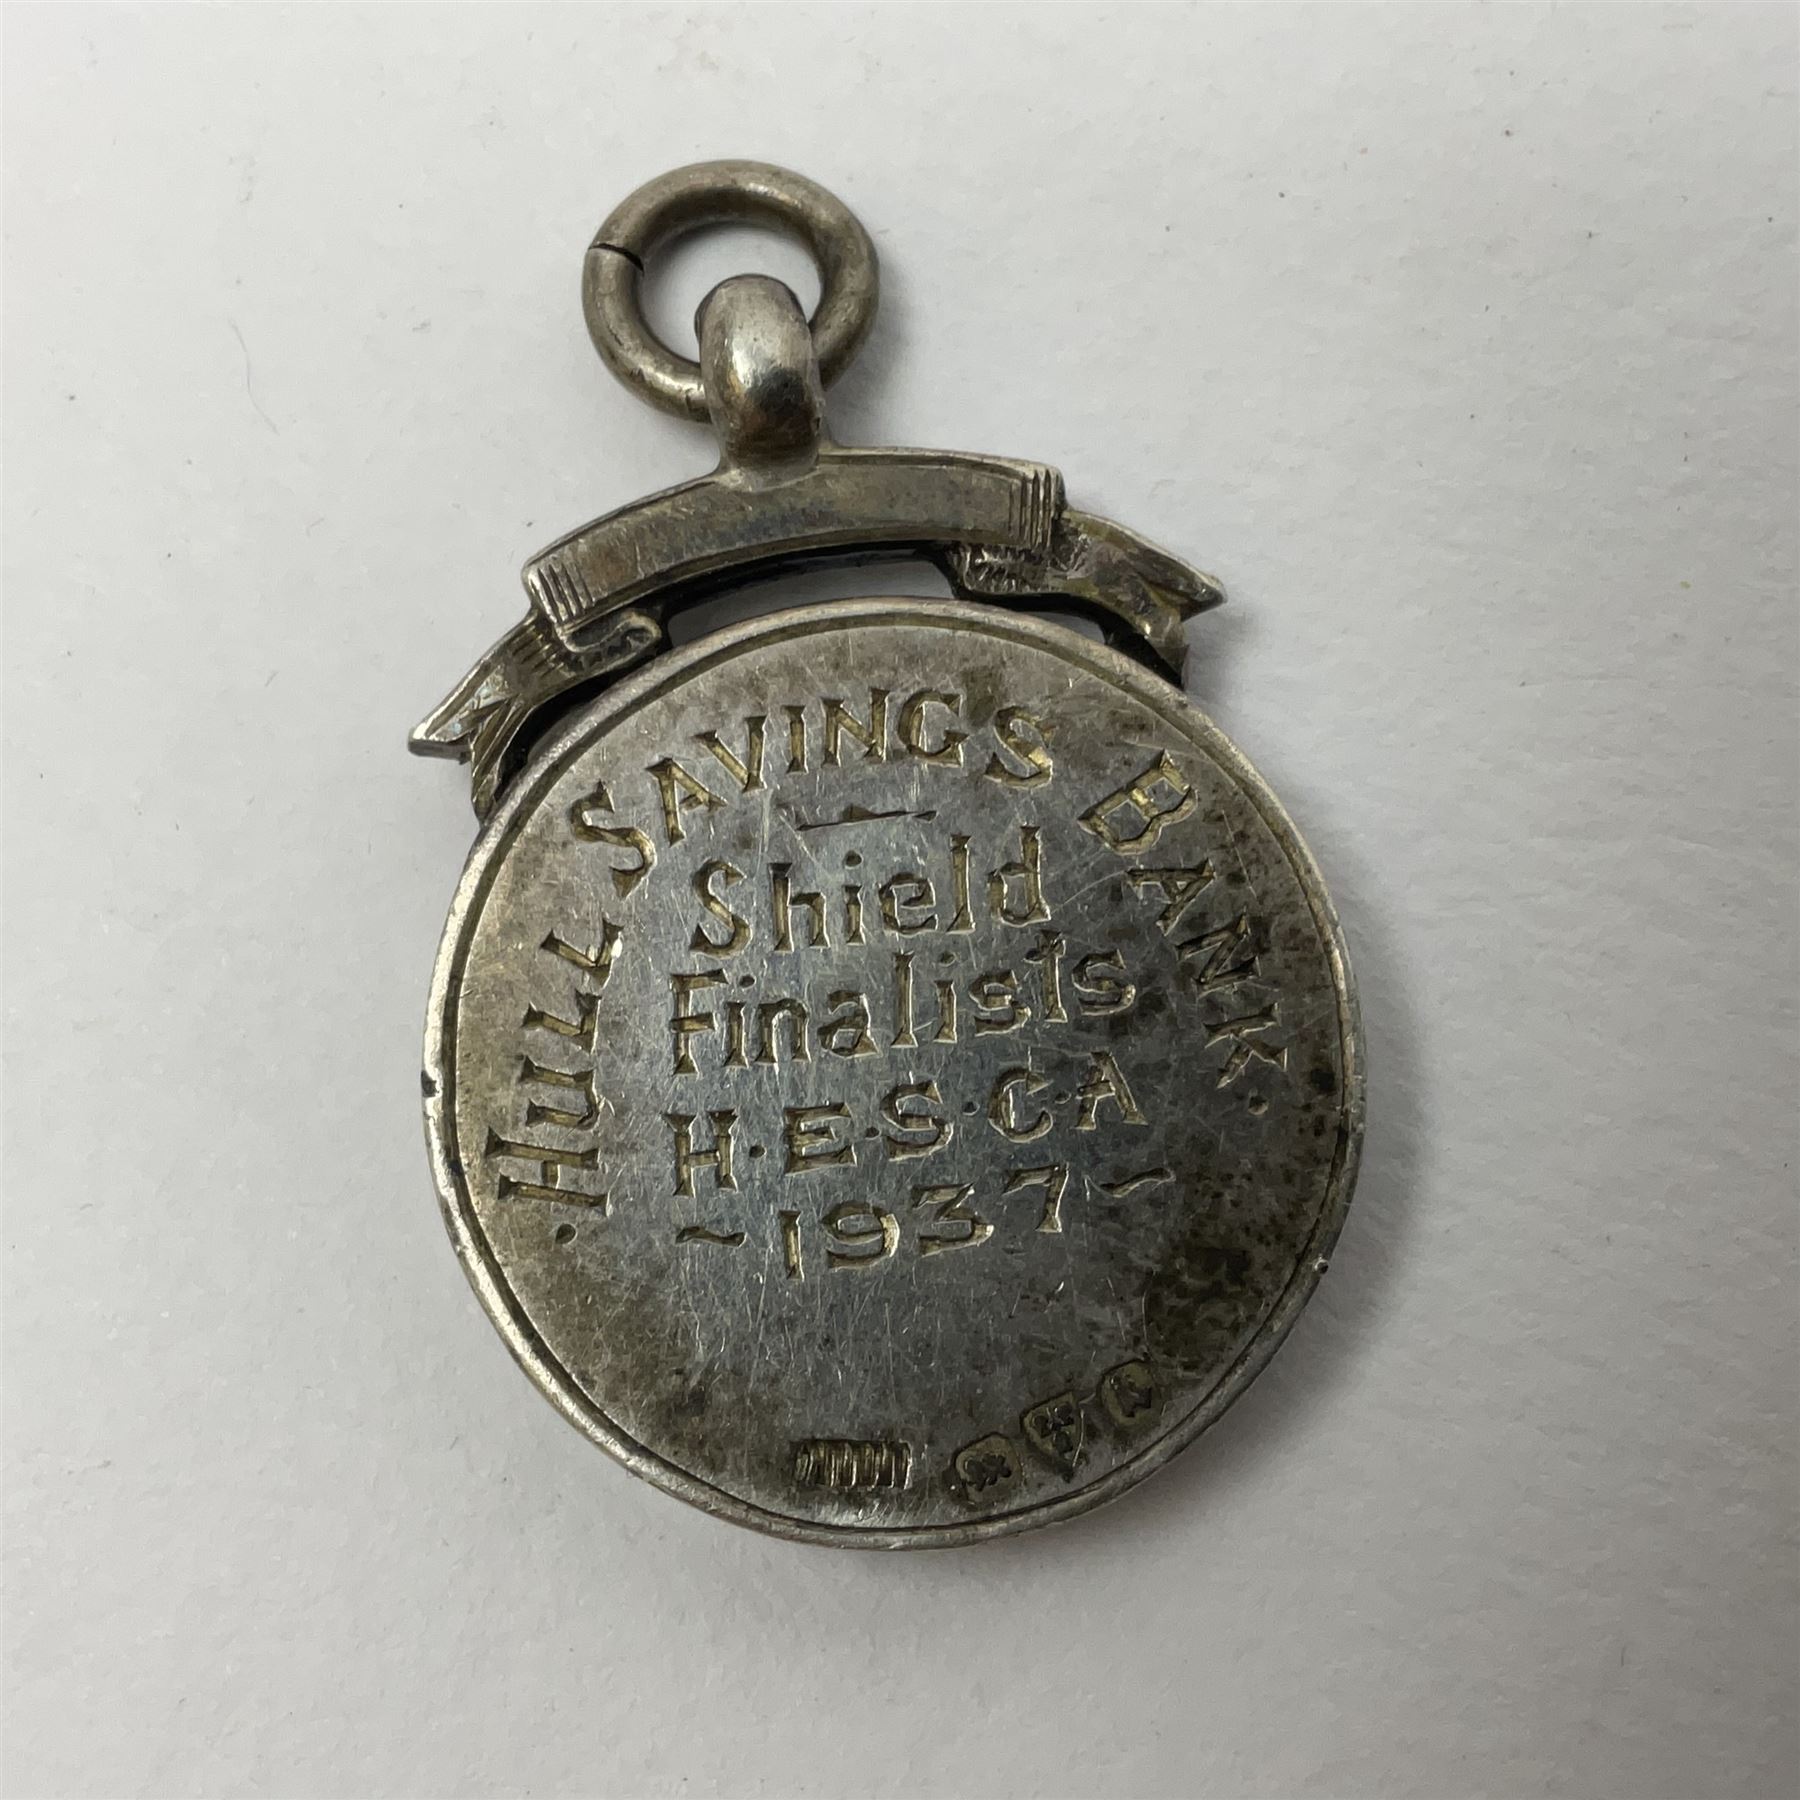 ·HULL SAVINGS BANK·
Shield
Finalists
H·E·S·C·A
~1937~